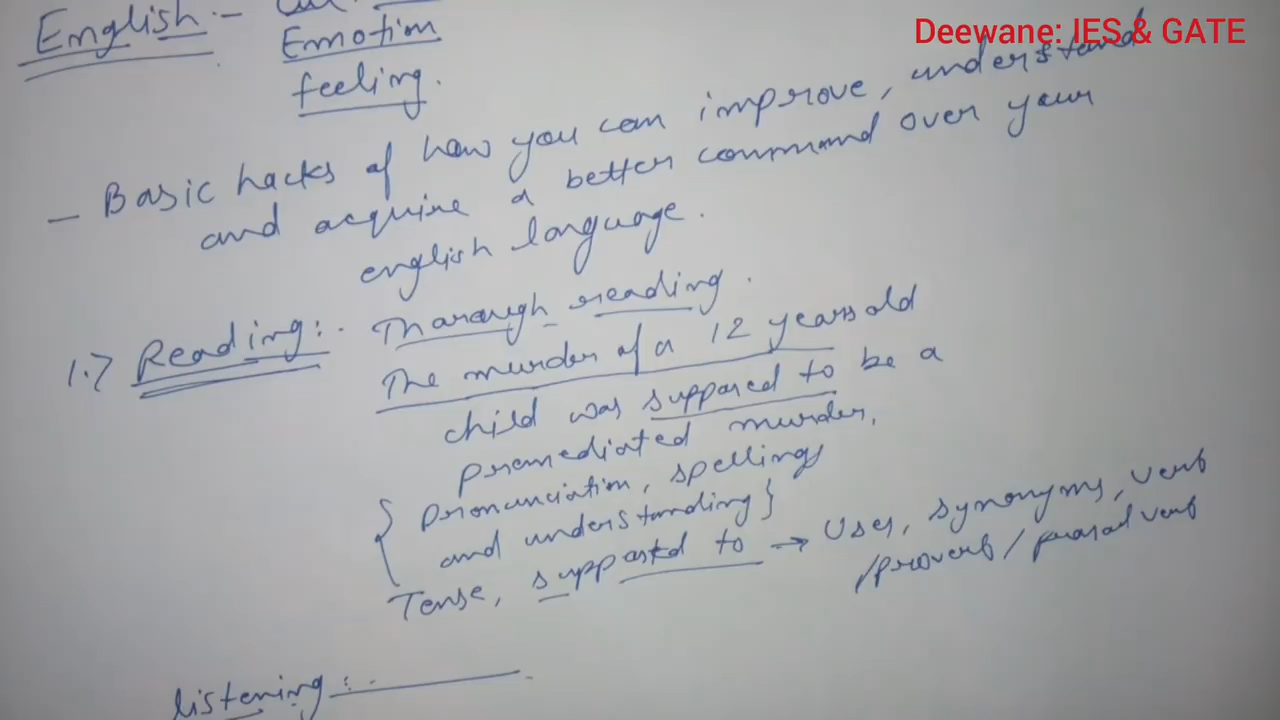 Deewane: IES & GATE
English :-
Emotion
feeling.
- Basic hacks of how you can improve, understand
and acquire a better command over your
english language.
1.) Reading :- Tharough reading.
The murder of a 12 years old
child was supposed to be a
premediated murder.
{ pronunciation, spellings
and understanding }
Tense, supposted to → Uses, synonyms, verb
/proverb/
verb
listening :-